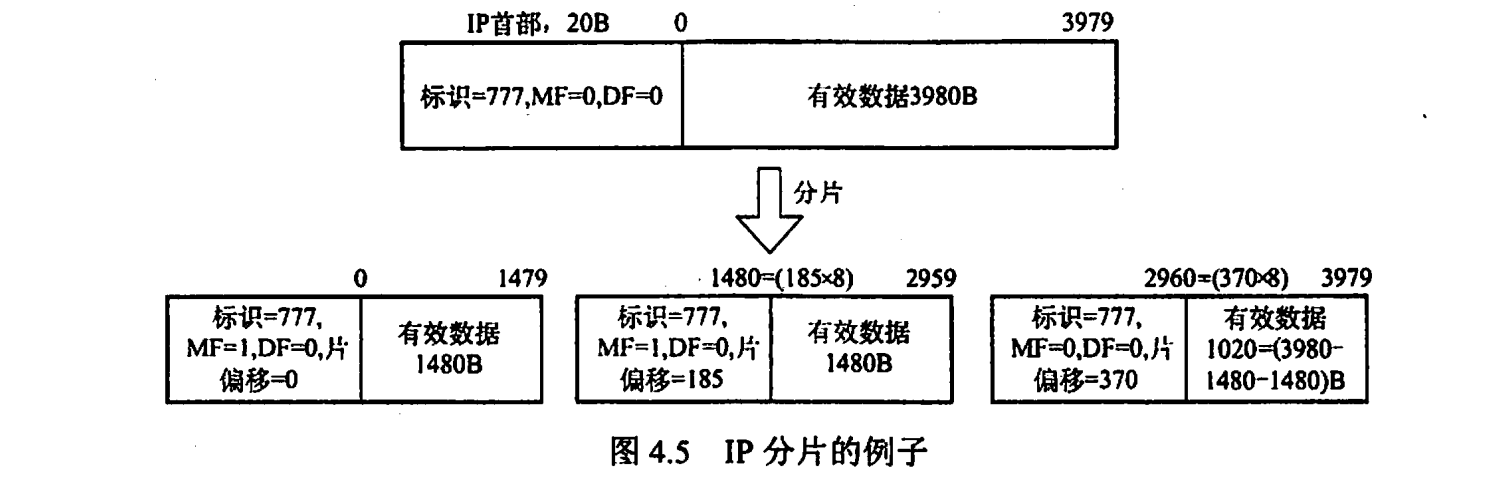 IP首部，20B 0 3979
标识=777,MF=0,DF=0 有效数据3980B
分片
0 1479
标识=777,
MF=1,DF=0,片
偏移=0
有效数据
1480B
1480=(185×8) 2959
标识=777,
MF=1,DF=0,片
偏移=185
有效数据
1480B
2960=(370×8) 3979
标识=777,
MF=0,DF=0,片
偏移=370
有效数据
1020=(3980-
1480-1480)B
图 4.5 IP 分片的例子